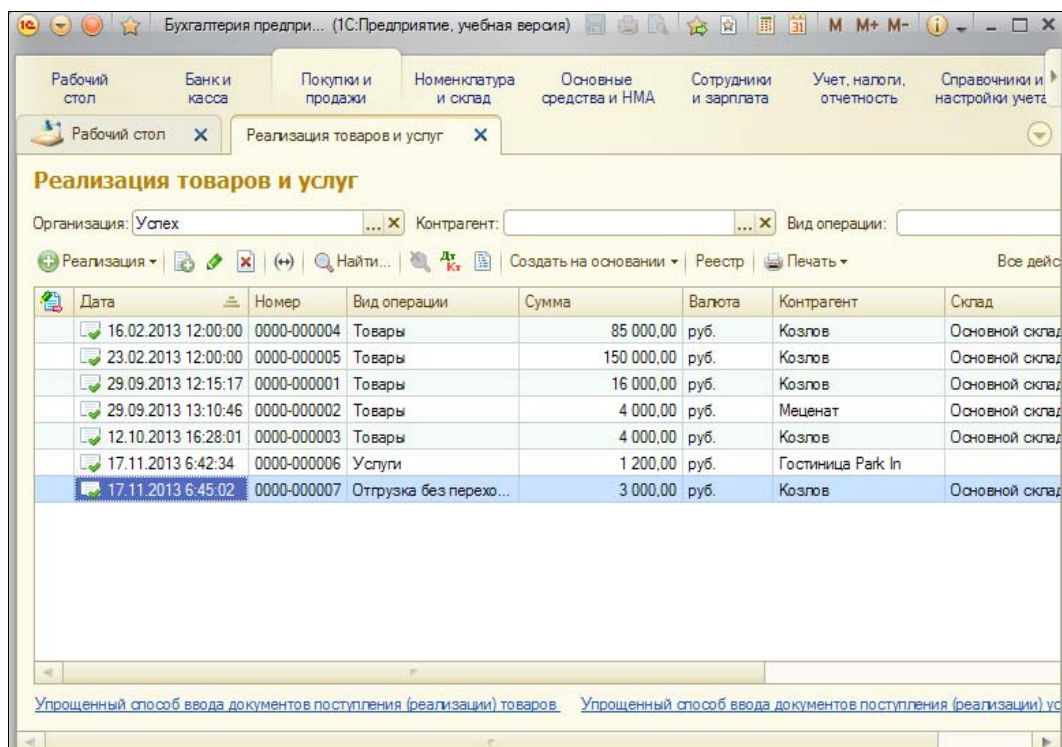 1С Бухгалтерия предпри... (1С:Предприятие, учебная версия) 31 M M+ M-
Рабочий стол
Банк и касса
Покупки и продажи
Номенклатура и склад
Основные средства и НМА
Сотрудники и зарплата
Учет, налоги, отчетность
Справочники и настройки учета
Рабочий стол
Реализация товаров и услуг
Реализация товаров и услуг
Организация: Успех ... Контрагент: ... Вид операции:
Реализация Найти... Дт Кт Создать на основании Реестр Печать Все дейс
Дата Номер Вид операции Сумма Валюта Контрагент Склад
16.02.2013 12:00:00 0000-000004 Товары 85 000,00 руб. Козлов Основной склад
23.02.2013 12:00:00 0000-000005 Товары 150 000,00 руб. Козлов Основной склад
29.09.2013 12:15:17 0000-000001 Товары 16 000,00 руб. Козлов Основной склад
29.09.2013 13:10:46 0000-000002 Товары 4 000,00 руб. Меценат Основной склад
12.10.2013 16:28:01 0000-000003 Товары 4 000,00 руб. Козлов Основной склад
17.11.2013 6:42:34 0000-000006 Услуги 1 200,00 руб. Гостиница Park In
17.11.2013 6:45:02 0000-000007 Отгрузка без перехо... 3 000,00 руб. Козлов Основной склад
Упрощенный способ ввода документов поступления (реализации) товаров Упрощенный способ ввода документов поступления (реализации) ус